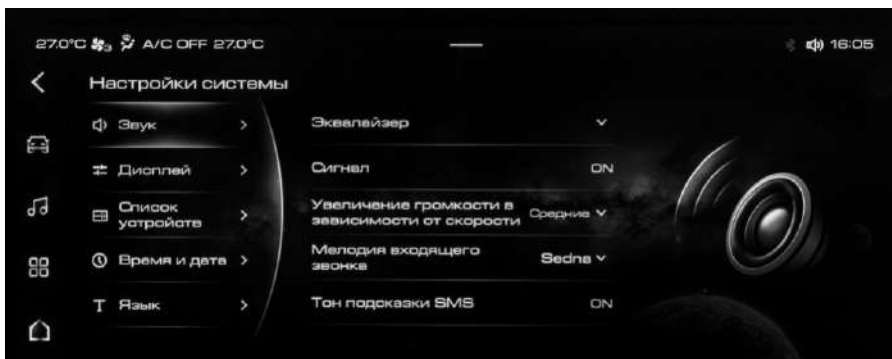 27.0°C 3 A/C OFF 27.0°C 16:05
Настройки системы
Звук
Эквалайзер
Дисплей
Сигнал ON
Список
устройств
Увеличение громкости в
зависимости от скорости Средние
Время и дата
Мелодия входящего
звонка Sedna
T Язык
Тон подсказки SMS ON